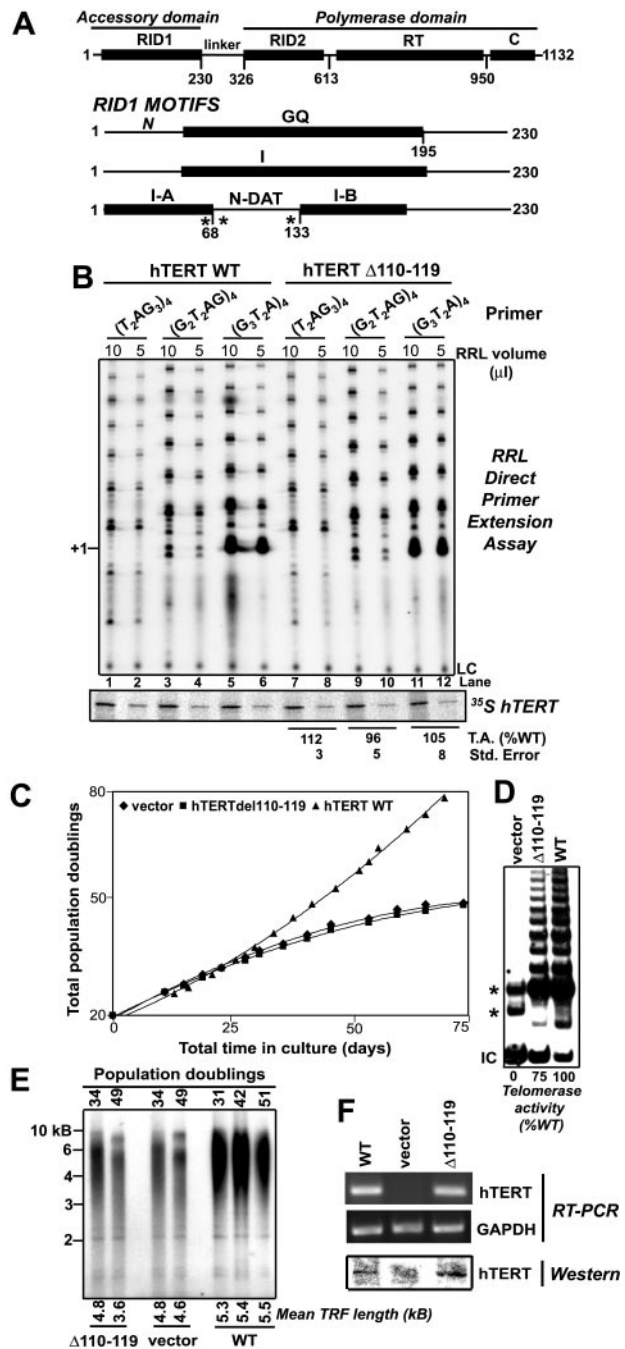 A
Accessory domain
Polymerase domain
RID1
linker
RID2
RT
C
1
1132
230
326
613
950
RID1 MOTIFS
1
N
GQ
230
195
1
I
230
I-A
N-DAT
I-B
1
230
* *
*
68
133
B
hTERT WT
hTERT Δ110-119
(T2AG3)4
(G2T2AG)4
(G3T2A)4
(T2AG3)4
(G2T2AG)4
(G3T2A)4
Primer
10 5 10 5 10 5 10 5 10 5 10 5
RRL volume
(μl)
RRL
Direct
Primer
Extension
Assay
+1
LC
1 2 3 4 5 6 7 8 9 10 11 12
Lane
35S hTERT
112 96 105 T.A. (%WT)
3 5 8 Std. Error
C
80
vector hTERTdel110-119 hTERT WT
50
20
Total population doublings
0 25 50 75
Total time in culture (days)
D
vector
Δ110-119
WT
*
*
IC
0 75 100
Telomerase
activity
(%WT)
E
Population doublings
34 49 34 49 31 42 51
10 kB
6
4
3
2
4.8 3.6 4.8 4.6 5.3 5.4 5.5
Mean TRF length (kB)
Δ110-119 vector WT
F
WT
vector
Δ110-119
hTERT
GAPDH
RT-PCR
hTERT
Western